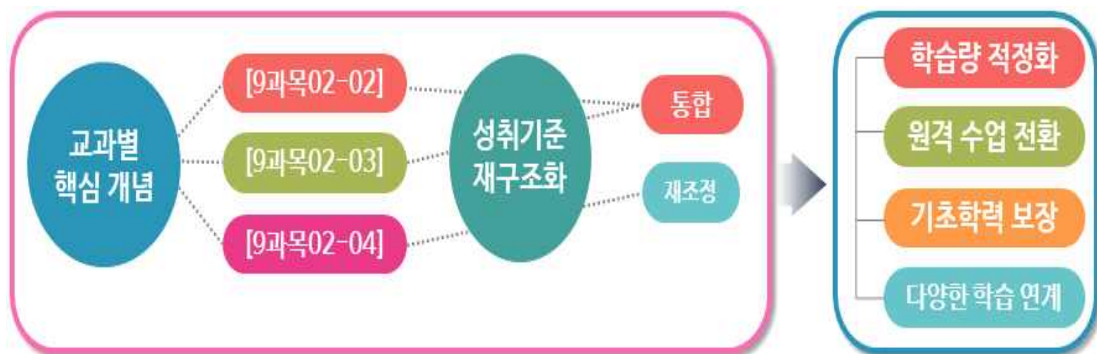 교과별
핵심 개념
[9과목02-02]
[9과목02-03]
[9과목02-04]
성취기준
재구조화
통합
재조정
학습량 적정화
원격 수업 전환
기초학력 보장
다양한 학습 연계